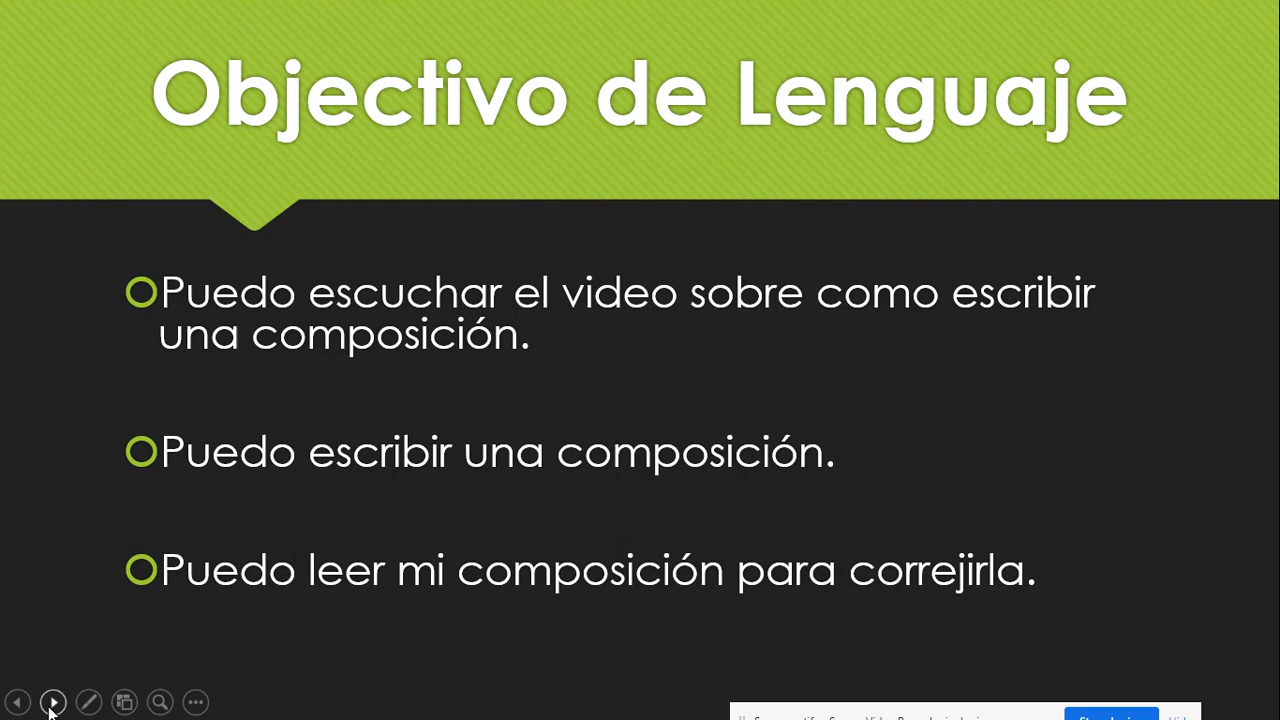 Objectivo de Lenguaje
Puedo escuchar el video sobre como escribir
una composición.
Puedo escribir una composición.
Puedo leer mi composición para correjirla.